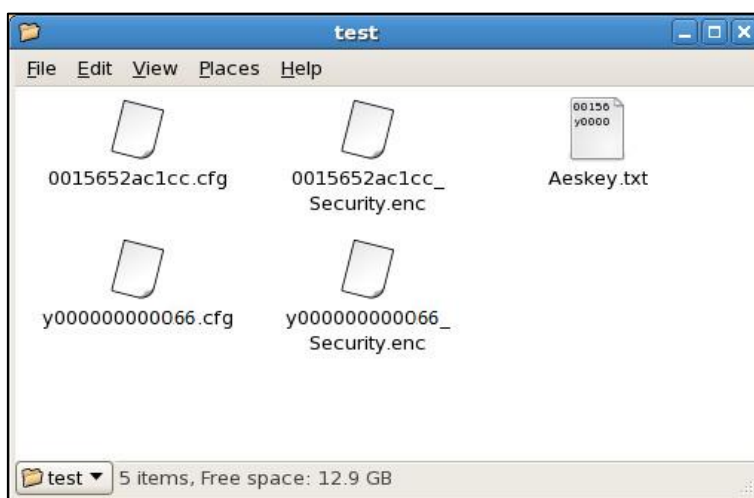 test
File Edit View Places Help
0015652ac1cc.cfg
0015652ac1cc_
Security.enc
00156
y0000
Aeskey.txt
y000000000066.cfg
y000000000066_
Security.enc
test 5 items, Free space: 12.9 GB